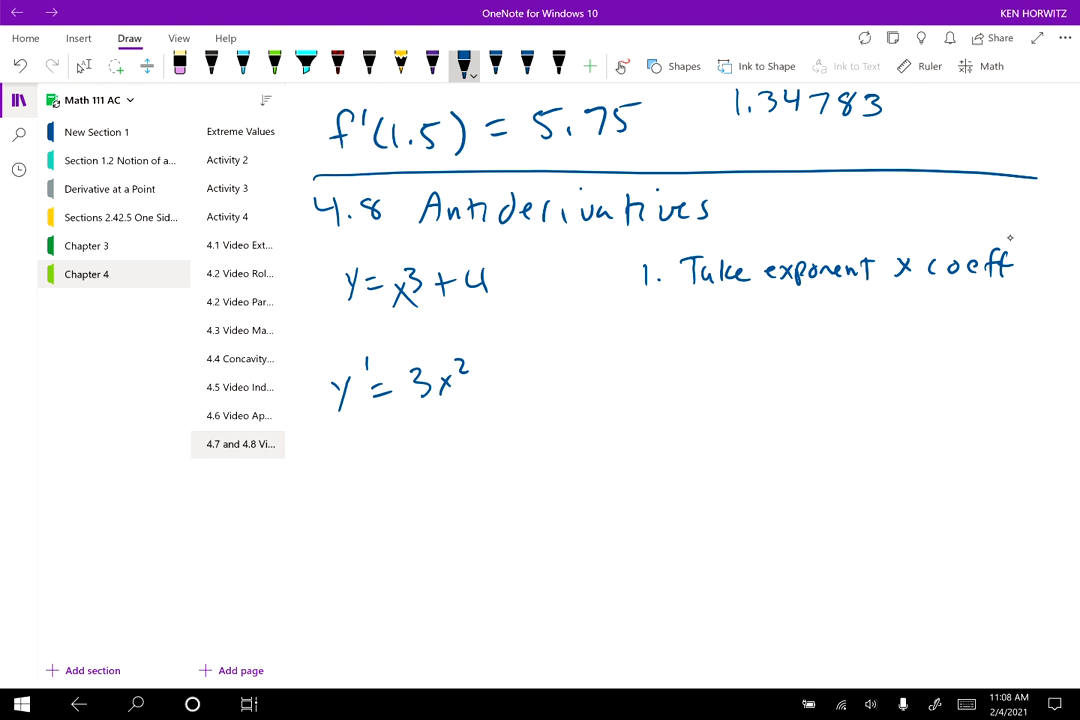 OneNote for Windows 10
KEN HORWITZ
Home Insert Draw View Help
Share
Shapes Ink to Shape Ink to Text Ruler Math
Math 111 AC
New Section 1
Section 1.2 Notion of a...
Derivative at a Point
Sections 2.42.5 One Sid...
Chapter 3
Chapter 4
Extreme Values
Activity 2
Activity 3
Activity 4
4.1 Video Ext...
4.2 Video Rol...
4.2 Video Par...
4.3 Video Ma...
4.4 Concavity...
4.5 Video Ind...
4.6 Video Ap...
4.7 and 4.8 Vi...
f'(1.5) = 5.75
1.34783
4.8 Antiderivatives
y = x³ + 4
1. Take exponent x coeff
y' = 3x²
Add section
Add page
11:08 AM
2/4/2021